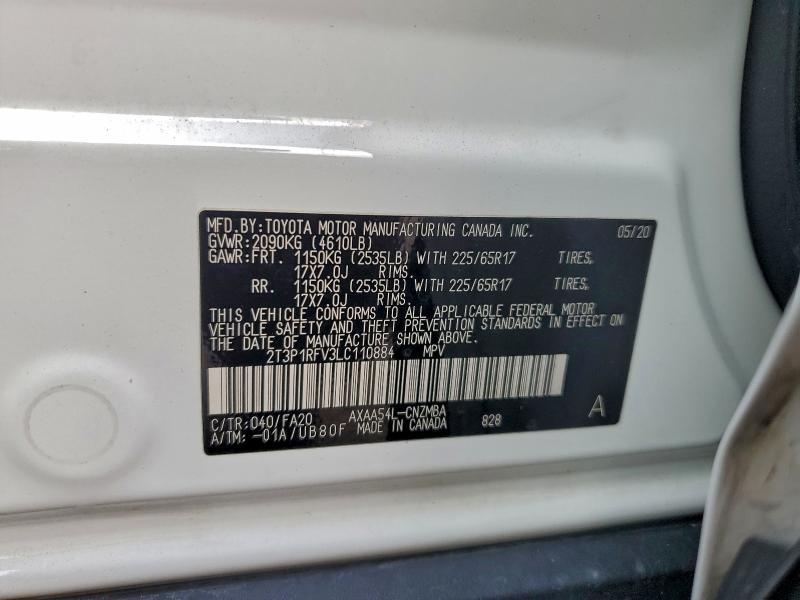 MFD.BY:TOYOTA MOTOR MANUFACTURING CANADA INC. 05/20
GVWR:2090KG (4610LB)
GAWR:FRT. 1150KG (2535LB) WITH 225/65R17 TIRES,
17X7.0J RIMS.
RR. 1150KG (2535LB) WITH 225/65R17 TIRES,
17X7.0J RIMS.
THIS VEHICLE CONFORMS TO ALL APPLICABLE FEDERAL MOTOR
VEHICLE SAFETY AND THEFT PREVENTION STANDARDS IN EFFECT ON
THE DATE OF MANUFACTURE SHOWN ABOVE.
2T3P1RFV3LC110884 MPV
C/TR:040/FA20 AXAA54L-CNZMBA
A/TM:-01A/UB80F MADE IN CANADA 828 A